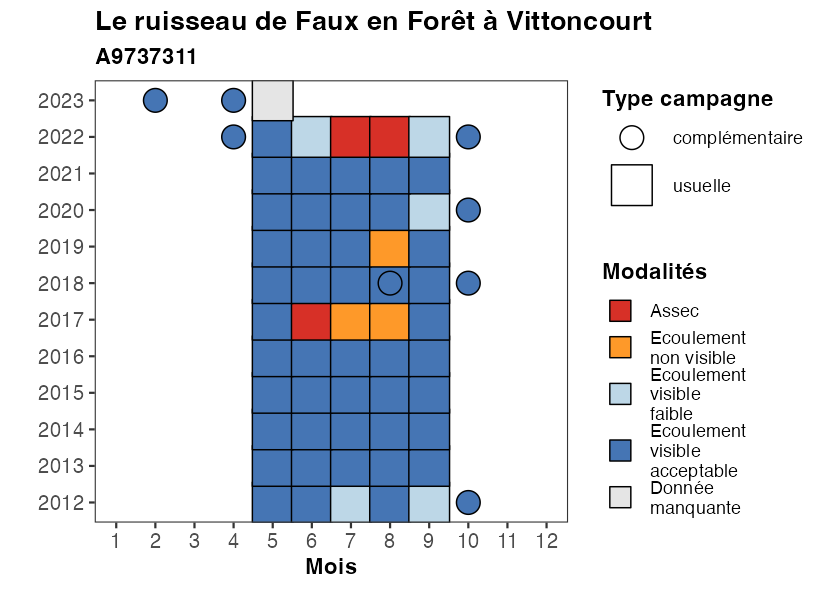 Le ruisseau de Faux en Forêt à Vittoncourt
A9737311
2023
2022
2021
2020
2019
2018
2017
2016
2015
2014
2013
2012
1 2 3 4 5 6 7 8 9 10 11 12
Mois
Type campagne
complémentaire
usuelle
Modalités
Assec
Ecoulement
non visible
Ecoulement
visible
faible
Ecoulement
visible
acceptable
Donnée
manquante